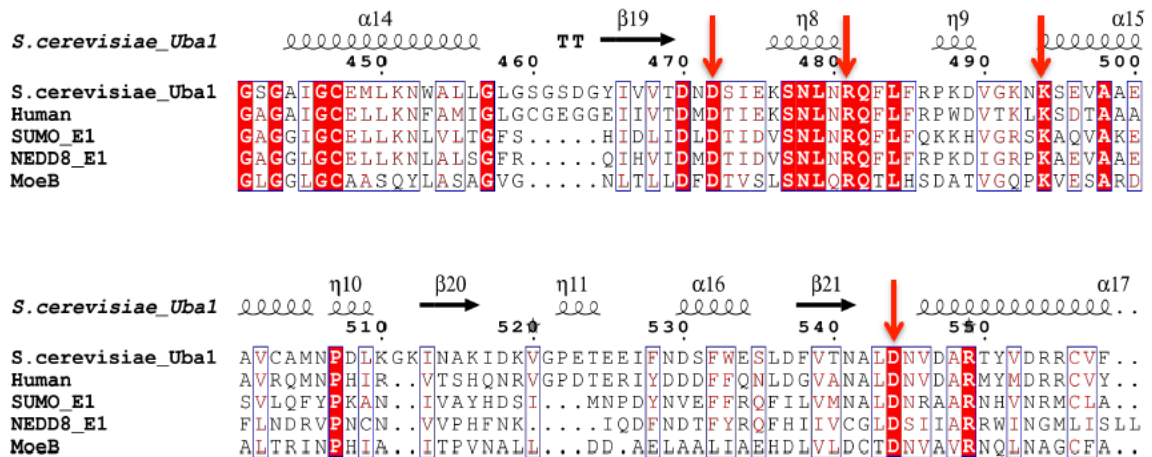 α14 β19 η8 η9 α15
S.cerevisiae_Uba1 TT
450 460 470 480 490 500
S.cerevisiae_Uba1 GSGAIGCEMLKNWALLGLGSGSDGYIVVTDNDSIEKSNLNRQFLFRPKDVGKNKSEVAAE
Human GAGAIGCELLKNFAMIGLGCGEGGEIIVTDMDTIEKSNLNRQFLFRPWDVTKLKSDTAAA
SUMO_E1 GAGGIGCELLKNLVLTGFS.....HIDLIDLDTIDVSNLNRQFLFQKKHVGRSKAQVAKE
NEDD8_E1 GAGGLGCELLKNLALSGFR.....QIHVIDMDTIDVSNLNRQFLFRPKDIGRPKAEVAAE
MoeB GLGGLGCAASQYLASAGVG.....NLTLLDFDTVSLSNLQRQTLHSDATVGQPKVESARD
η10 β20 η11 α16 β21 α17
S.cerevisiae_Uba1 ..
510 520 530 540 550
S.cerevisiae_Uba1 AVCAMNPDLKGKINAKIDKVGPETEEIFNDSFWESLDFVTNALDNVDARTYVDRRCVF..
Human AVRQMNPHIR..VTSHQNRVGPDTERIYDDDFFQNLDGVANALDNVDARMYMDRRCVY..
SUMO_E1 SVLQFYPKAN..IVAYHDSI....MNPDYNVEFFRQFILVMNALDNRAARNHVNRMCLA..
NEDD8_E1 FLNDRVPNCN..VVPHFNK.....IQDFNDTFYRQFHIIVCGLDSIIARRWINGMLISLL
MoeB ALTRINPHIA..ITPVNALL....DD.AELAALIAEHDLVLDCTDNVAVRNQLNAGCFA..